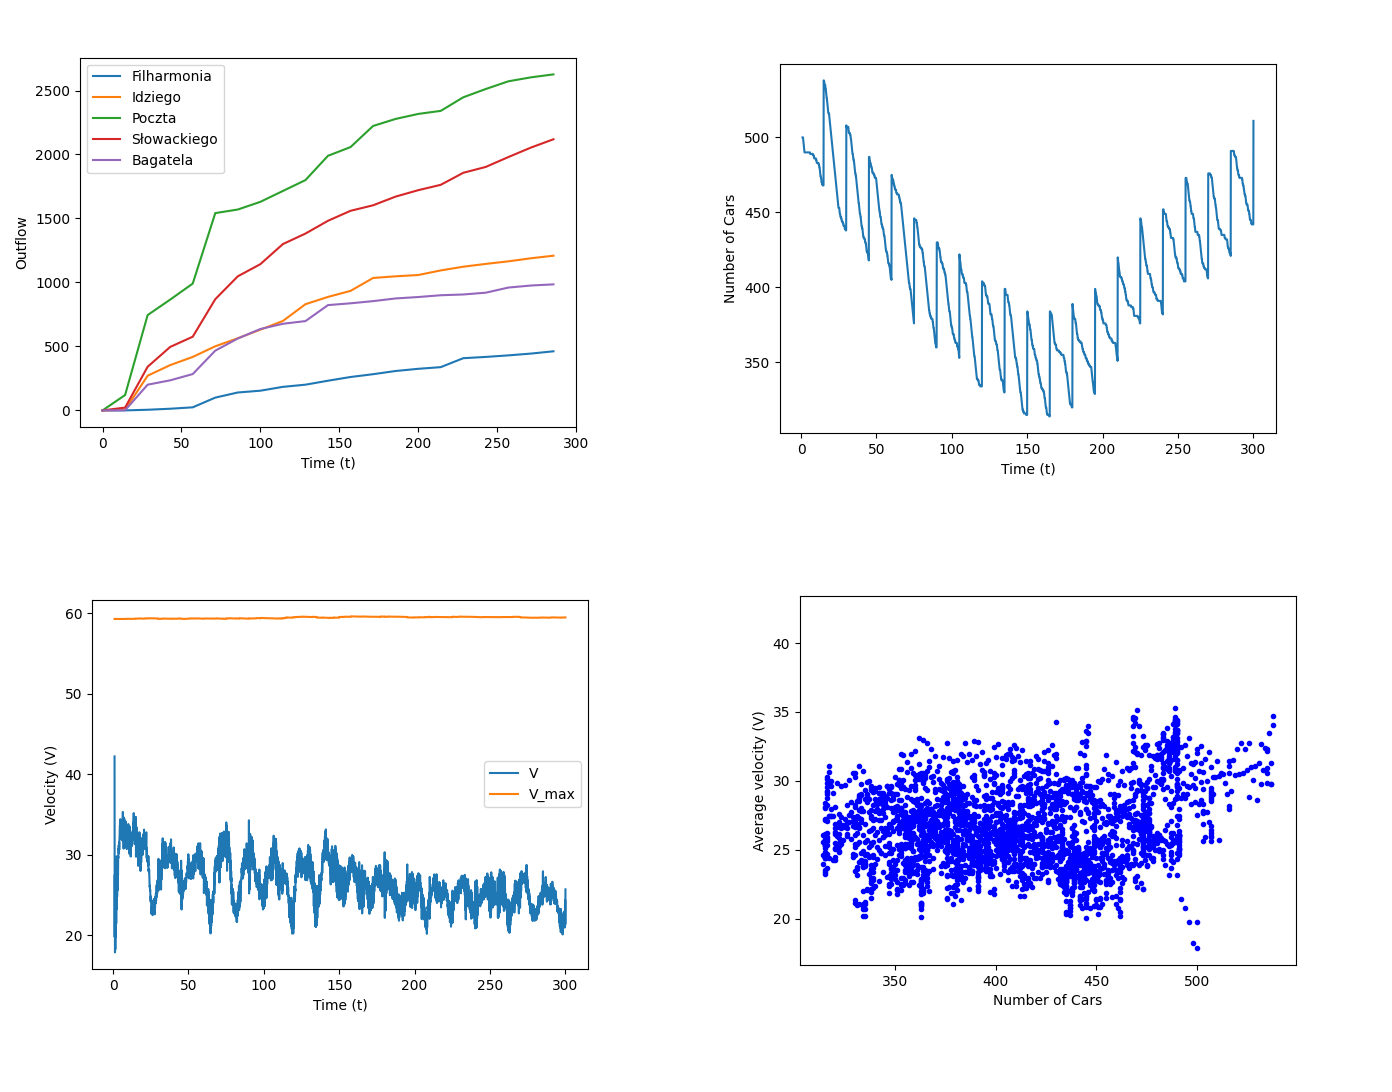 Filharmonia
Idziego
Poczta
Słowackiego
Bagatela
Outflow
2500
2000
1500
1000
500
0
0 50 100 150 200 250 300
Time (t)
Number of Cars
500
450
400
350
0 50 100 150 200 250 300
Time (t)
Velocity (V)
60
50
40
30
20
V
V_max
0 50 100 150 200 250 300
Time (t)
Average velocity (V)
40
35
30
25
20
350 400 450 500
Number of Cars